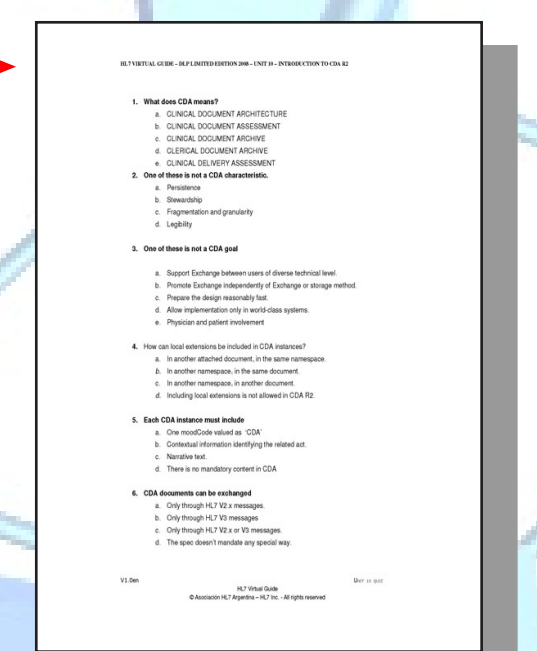 HL7 VIRTUAL GUIDE – DLP LIMITED EDITION 2008 – UNIT 10 – INTRODUCTION TO CDA R2
1. What does CDA means?
a. CLINICAL DOCUMENT ARCHITECTURE
b. CLINICAL DOCUMENT ASSESSMENT
c. CLINICAL DOCUMENT ARCHIVE
d. CLERICAL DOCUMENT ARCHIVE
e. CLINICAL DELIVERY ASSESSMENT
2. One of these is not a CDA characteristic.
a. Persistence
b. Stewardship
c. Fragmentation and granularity
d. Legibility
3. One of these is not a CDA goal
a. Support Exchange between users of diverse technical level.
b. Promote Exchange independently of Exchange or storage method.
c. Prepare the design reasonably fast.
d. Allow implementation only in world-class systems.
e. Physician and patient involvement
4. How can local extensions be included in CDA instances?
a. In another attached document, in the same namespace.
b. In another namespace, in the same document.
c. In another namespace, in another document.
d. Including local extensions is not allowed in CDA R2.
5. Each CDA instance must include
a. One moodCode valued as ‘CDA’
b. Contextual information identifying the related act.
c. Narrative text.
d. There is no mandatory content in CDA
6. CDA documents can be exchanged
a. Only through HL7 V2.x messages.
b. Only through HL7 V3 messages
c. Only through HL7 V2.x or V3 messages.
d. The spec doesn't mandate any special way.
V1.0en UNIT 10 QUIZ
HL7 Virtual Guide
© Asociación HL7 Argentina – HL7 Inc. - All rights reserved